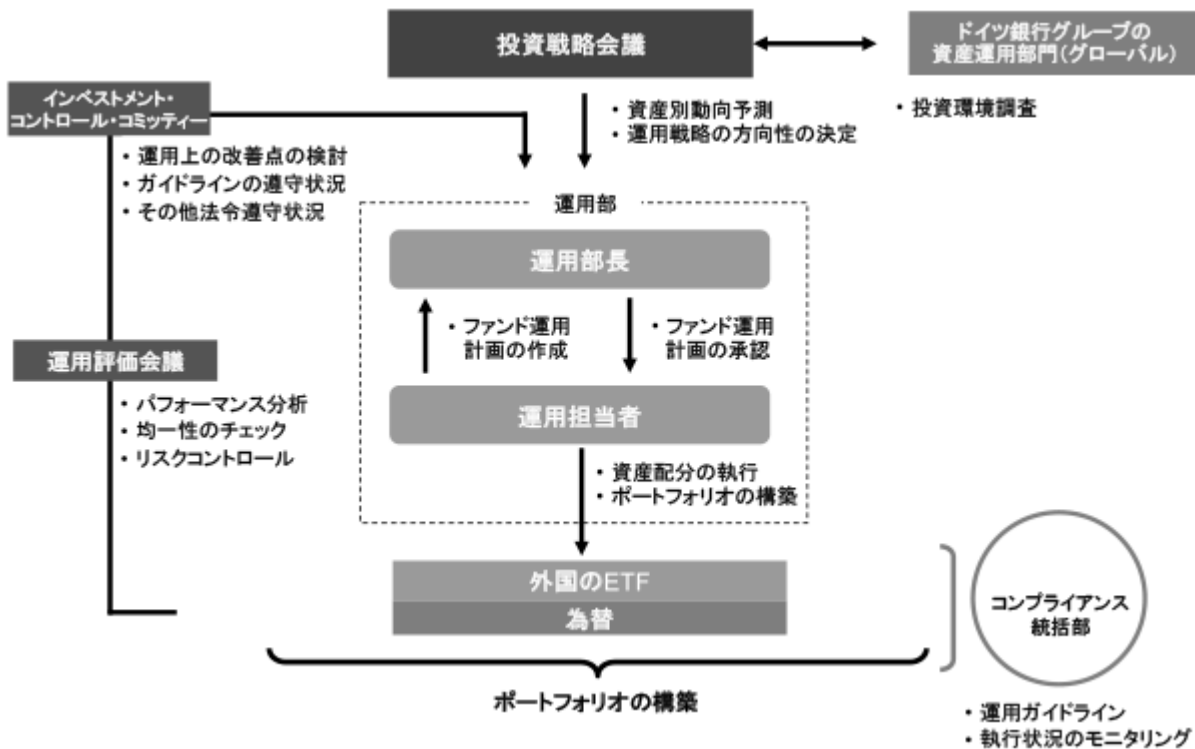 投資戦略会議
ドイツ銀行グループの
資産運用部門(グローバル)
・投資環境調査
・資産別動向予測
・運用戦略の方向性の決定
インベストメント・
コントロール・コミッティー
・運用上の改善点の検討
・ガイドラインの遵守状況
・その他法令遵守状況
運用部
運用部長
・ファンド運用
計画の作成
・ファンド運用
計画の承認
運用評価会議
・パフォーマンス分析
・均一性のチェック
・リスクコントロール
運用担当者
・資産配分の執行
・ポートフォリオの構築
外国のETF
為替
コンプライアンス
統括部
ポートフォリオの構築
・運用ガイドライン
・執行状況のモニタリング